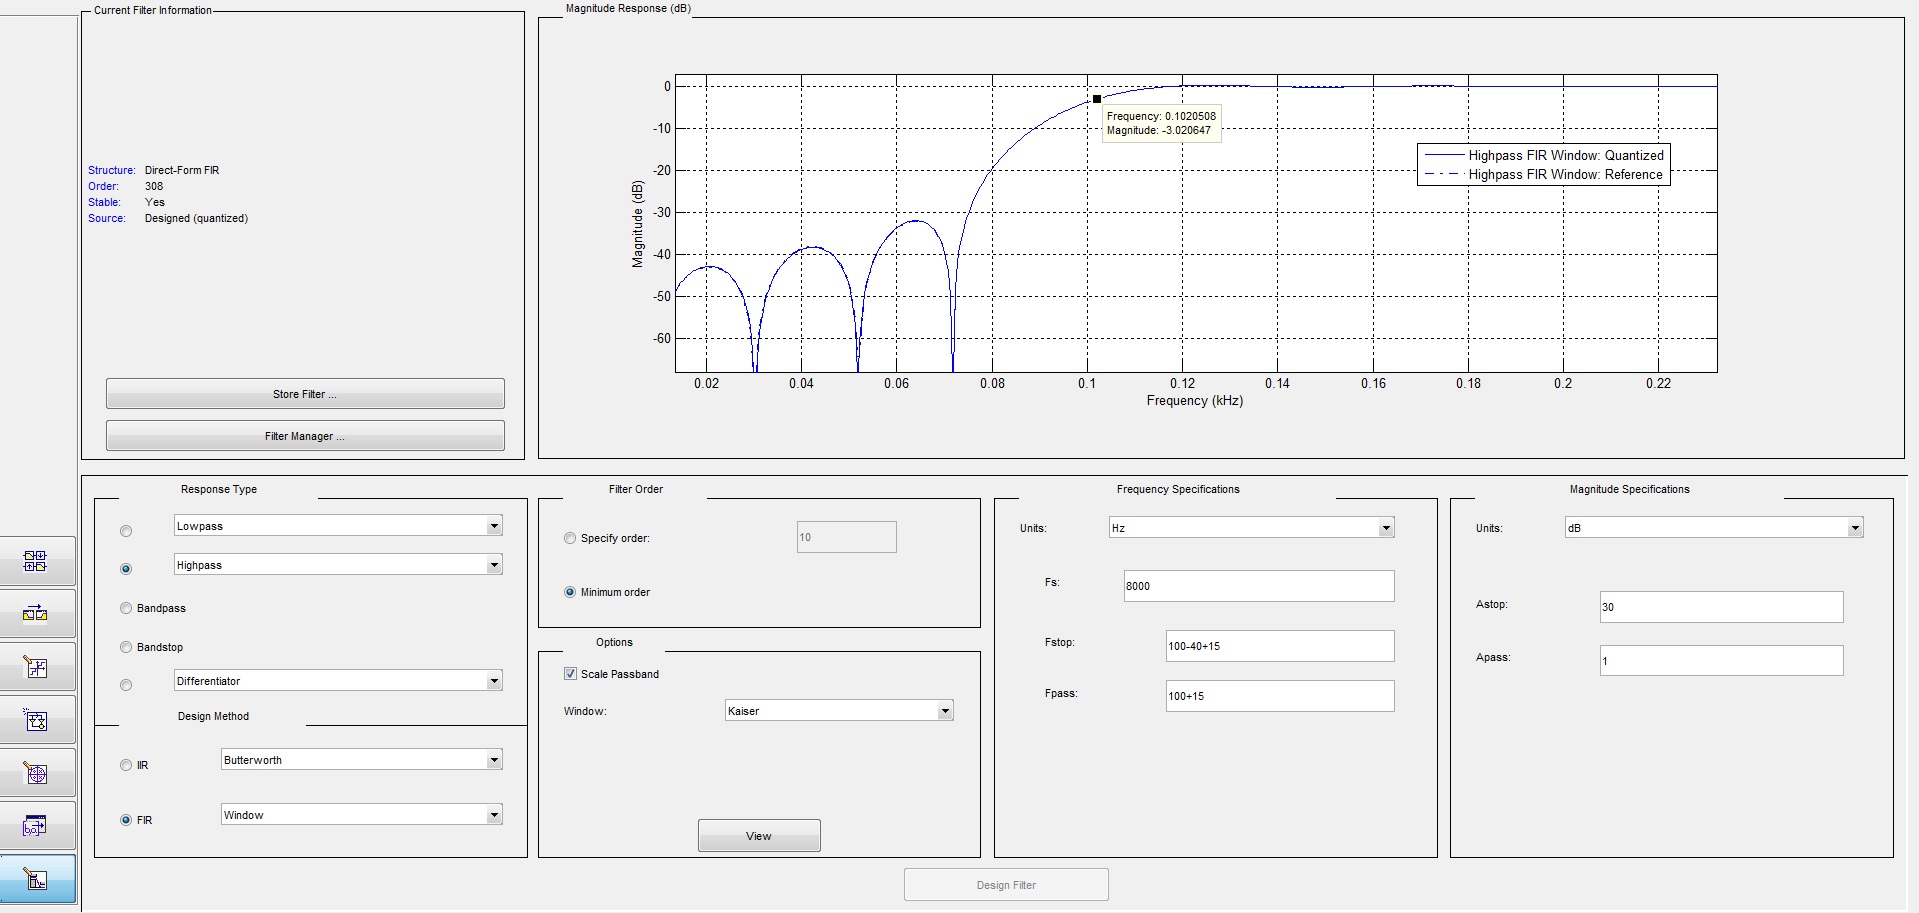 Current Filter Information
Structure: Direct-Form FIR
Order: 308
Stable: Yes
Source: Designed (quantized)
Store Filter ...
Filter Manager ...
Magnitude Response (dB)
0
-10
-20
-30
-40
-50
-60
Magnitude (dB)
Frequency: 0.1020508
Magnitude: -3.020647
Highpass FIR Window: Quantized
Highpass FIR Window: Reference
0.02 0.04 0.06 0.08 0.1 0.12 0.14 0.16 0.18 0.2 0.22
Frequency (kHz)
Response Type
Lowpass
Highpass
Bandpass
Bandstop
Differentiator
Design Method
IIR Butterworth
FIR Window
Filter Order
Specify order: 10
Minimum order
Options
Scale Passband
Window: Kaiser
View
Frequency Specifications
Units: Hz
Fs: 8000
Fstop: 100-40+15
Fpass: 100+15
Magnitude Specifications
Units: dB
Astop: 30
Apass: 1
Design Filter